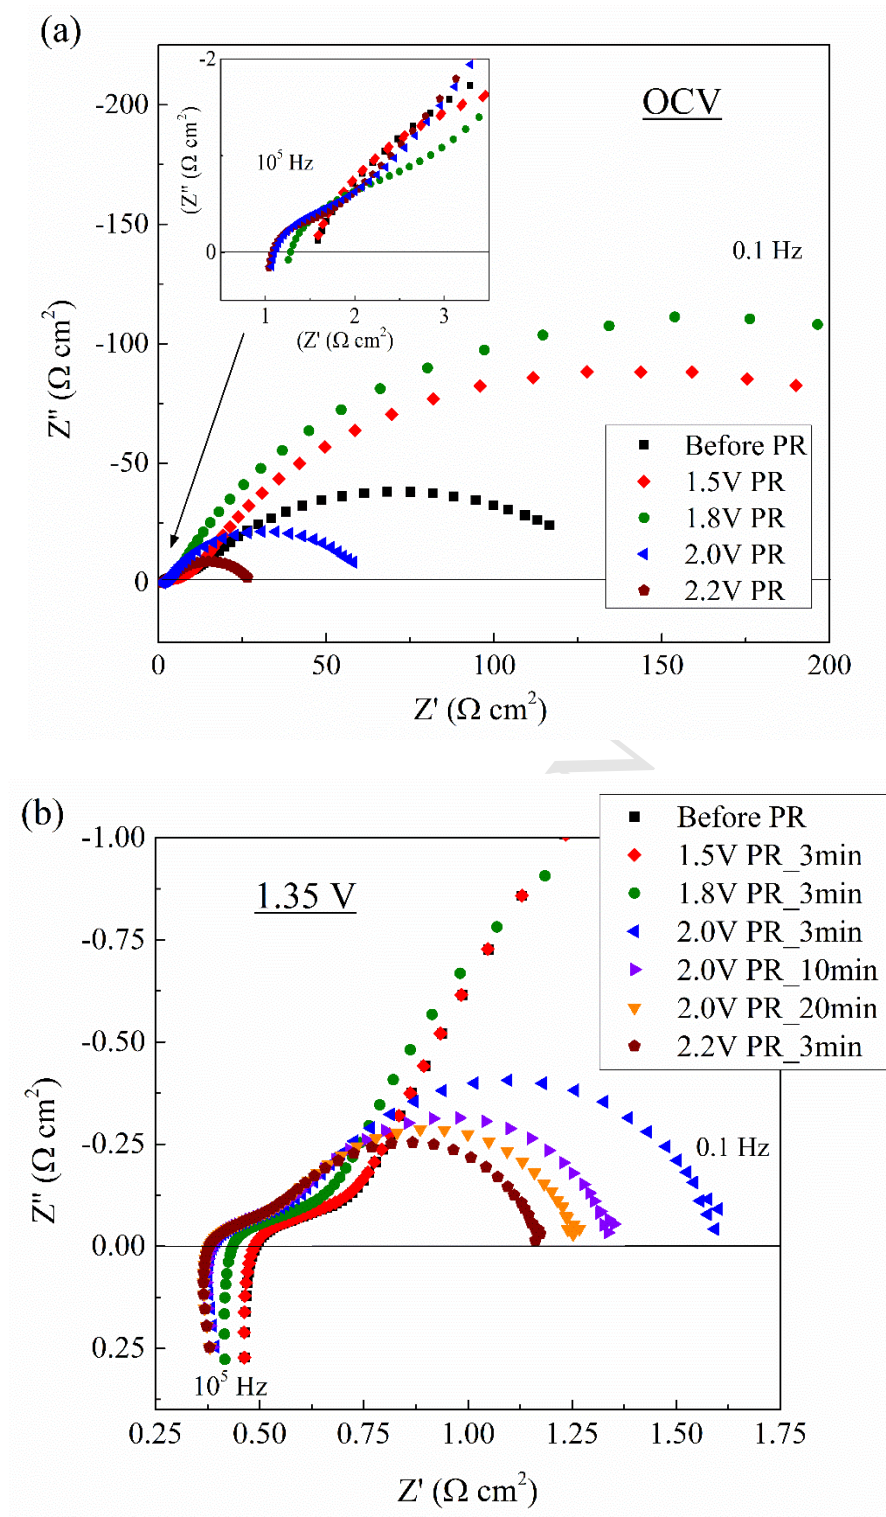 (a)
OCV
-200
-150
-100
-50
0
Z'' (Ω cm²)
0 50 100 150 200
Z' (Ω cm²)
-2
0
(Z'' (Ω cm²)
10⁵ Hz
1 2 3
(Z' (Ω cm²)
0.1 Hz
Before PR
1.5V PR
1.8V PR
2.0V PR
2.2V PR
(b)
1.35 V
-1.00
-0.75
-0.50
-0.25
0.00
0.25
Z'' (Ω cm²)
Before PR
1.5V PR_3min
1.8V PR_3min
2.0V PR_3min
2.0V PR_10min
2.0V PR_20min
2.2V PR_3min
0.1 Hz
10⁵ Hz
0.25 0.50 0.75 1.00 1.25 1.50 1.75
Z' (Ω cm²)